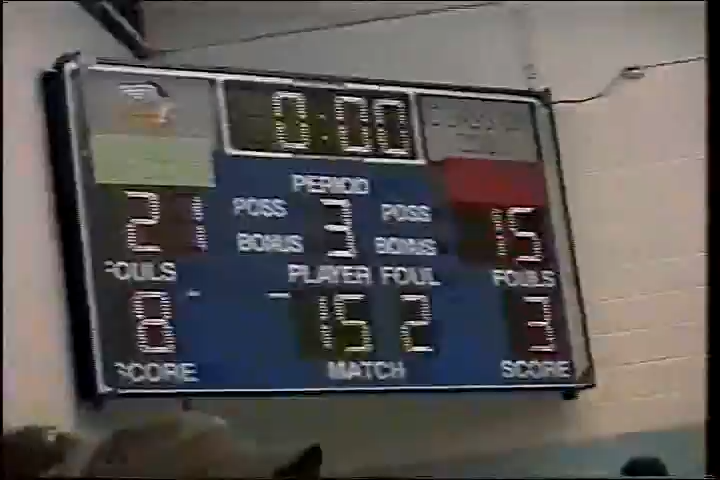 0:00
PERIOD
21 POSS 3 POSS 15
BONUS BONUS
FOULS PLAYER FOUL FOULS
8 15 2 3
SCORE MATCH SCORE